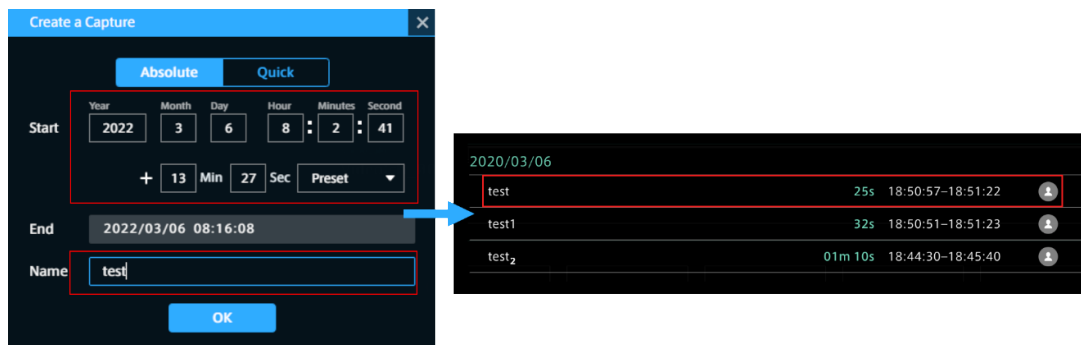 Create a Capture
Absolute Quick
Year Month Day Hour Minutes Second
Start 2022 3 6 8 : 2 : 41
+ 13 Min 27 Sec Preset
End 2022/03/06 08:16:08
Name test
OK
2020/03/06
test 25s 18:50:57–18:51:22
test1 32s 18:50:51–18:51:23
test2 01m 10s 18:44:30–18:45:40